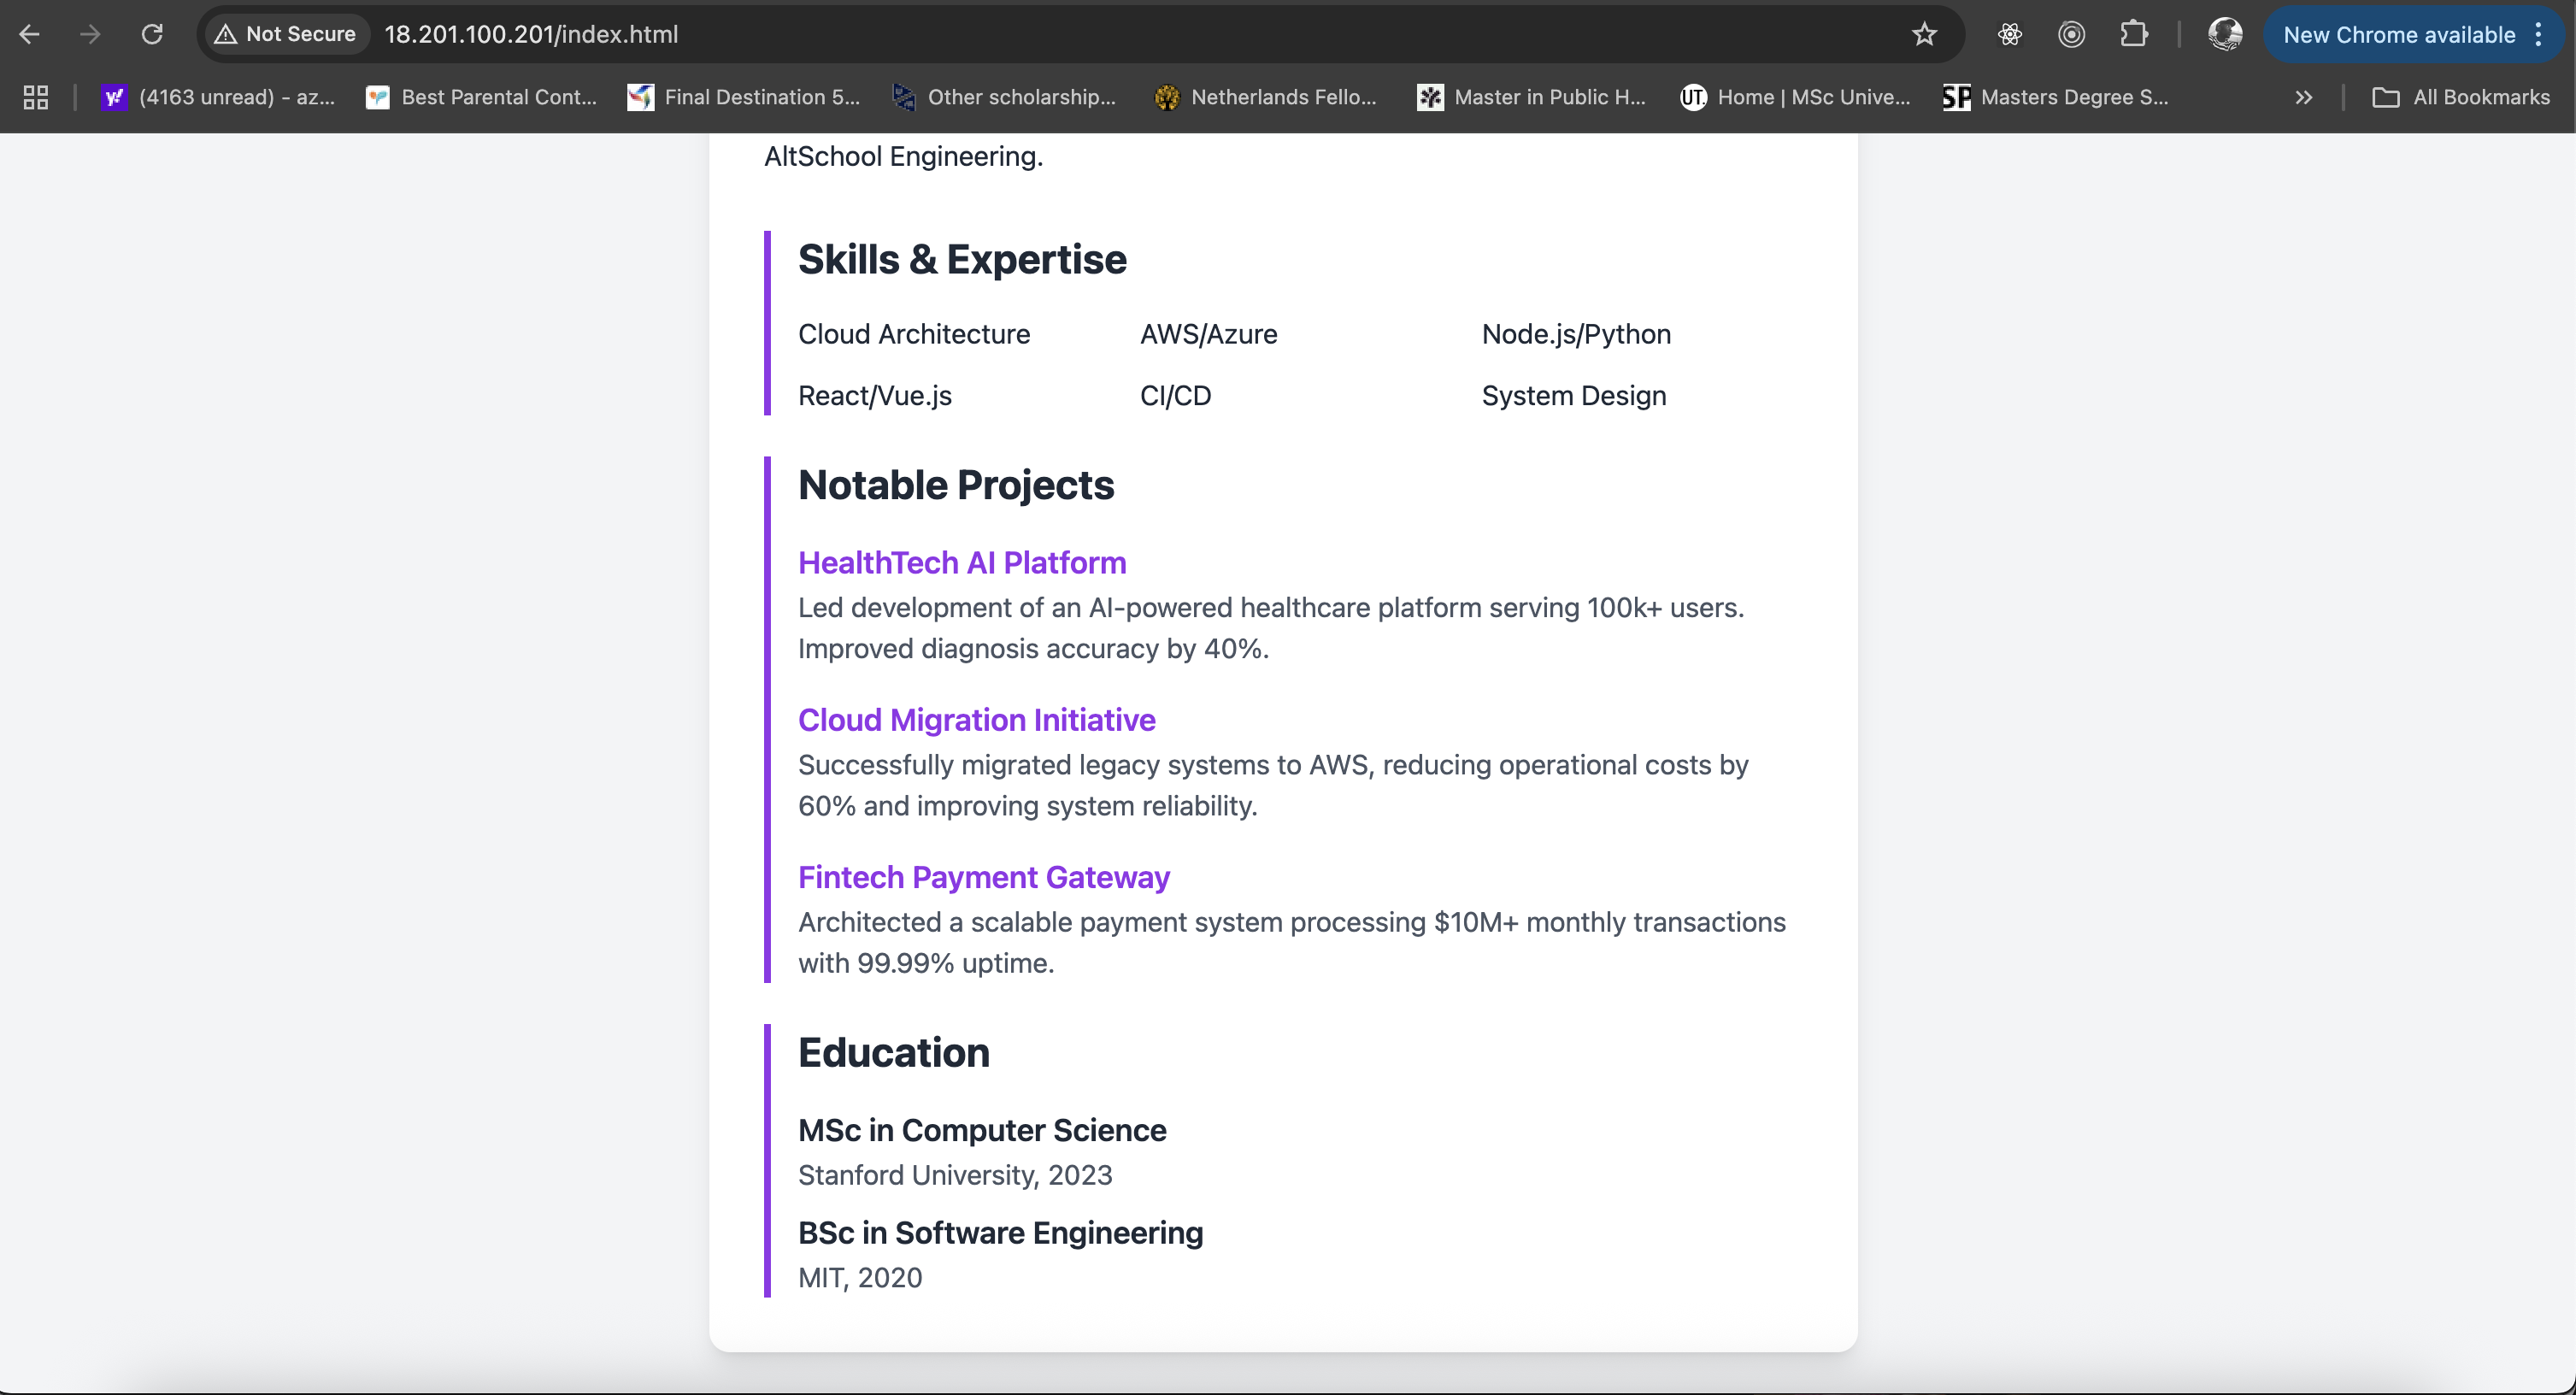 Not Secure
18.201.100.201/index.html
New Chrome available
(4163 unread) - az...
Best Parental Cont...
Final Destination 5...
Other scholarship...
Netherlands Fello...
Master in Public H...
UT.
Home | MSc Unive...
SP
Masters Degree S...
All Bookmarks
AltSchool Engineering.
Skills & Expertise
Cloud Architecture AWS/Azure Node.js/Python
React/Vue.js CI/CD System Design
Notable Projects
HealthTech AI Platform
Led development of an AI-powered healthcare platform serving 100k+ users.
Improved diagnosis accuracy by 40%.
Cloud Migration Initiative
Successfully migrated legacy systems to AWS, reducing operational costs by
60% and improving system reliability.
Fintech Payment Gateway
Architected a scalable payment system processing $10M+ monthly transactions
with 99.99% uptime.
Education
MSc in Computer Science
Stanford University, 2023
BSc in Software Engineering
MIT, 2020